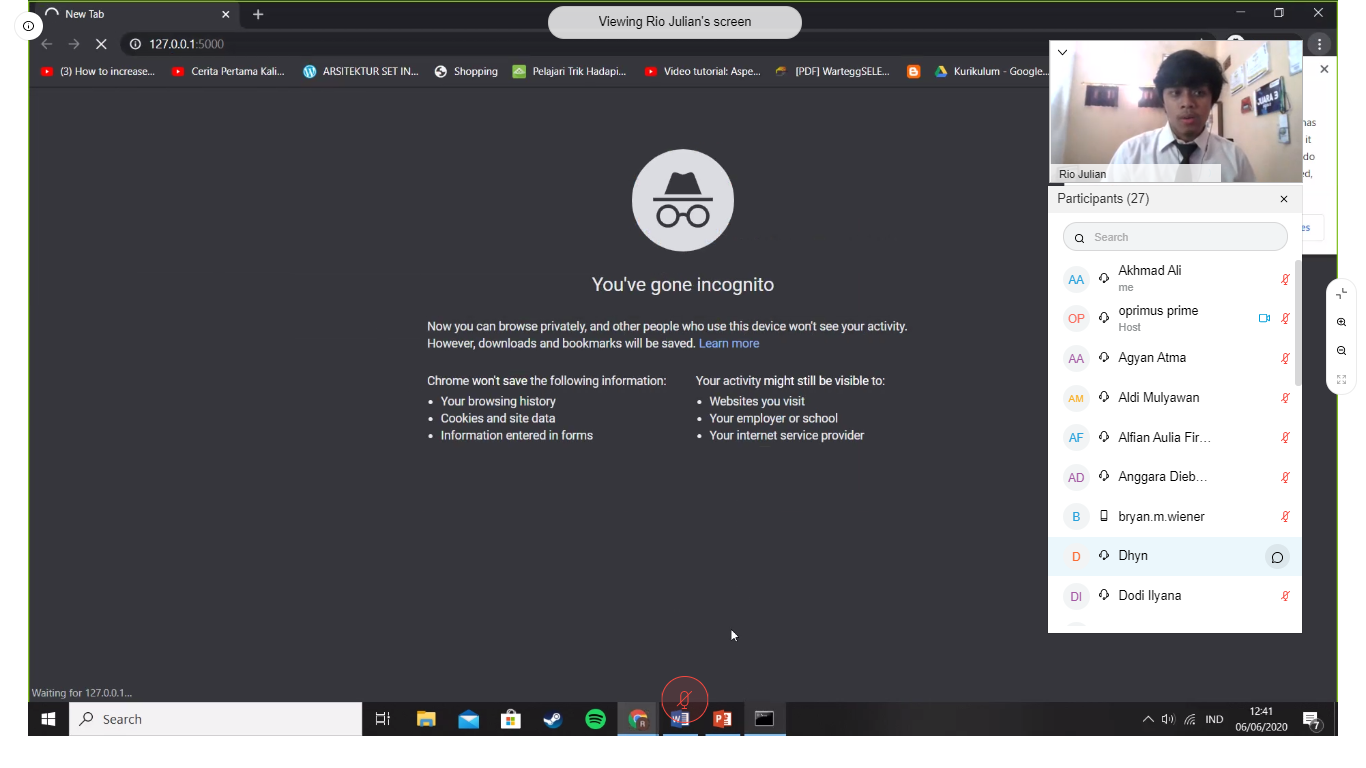 New Tab
Viewing Rio Julian's screen
127.0.0.1:5000
(3) How to increase...
Cerita Pertama Kali...
ARSITEKTUR SET IN...
Shopping
Pelajari Trik Hadapi...
Video tutorial: Aspe...
[PDF] WarteggSELE...
Kurikulum - Google...
JUARA 3
Rio Julian
has
it
do
ed,
es
Participants (27)
Search
AA Akhmad Ali
me
OP oprimus prime
Host
AA Agyan Atma
AM Aldi Mulyawan
AF Alfian Aulia Fir...
AD Anggara Dieb...
B bryan.m.wiener
D Dhyn
DI Dodi Ilyana
You've gone incognito
Now you can browse privately, and other people who use this device won't see your activity.
However, downloads and bookmarks will be saved. Learn more
Chrome won't save the following information:
Your browsing history
Cookies and site data
Information entered in forms
Your activity might still be visible to:
Websites you visit
Your employer or school
Your internet service provider
Waiting for 127.0.0.1...
Search
IND
12:41
06/06/2020
7